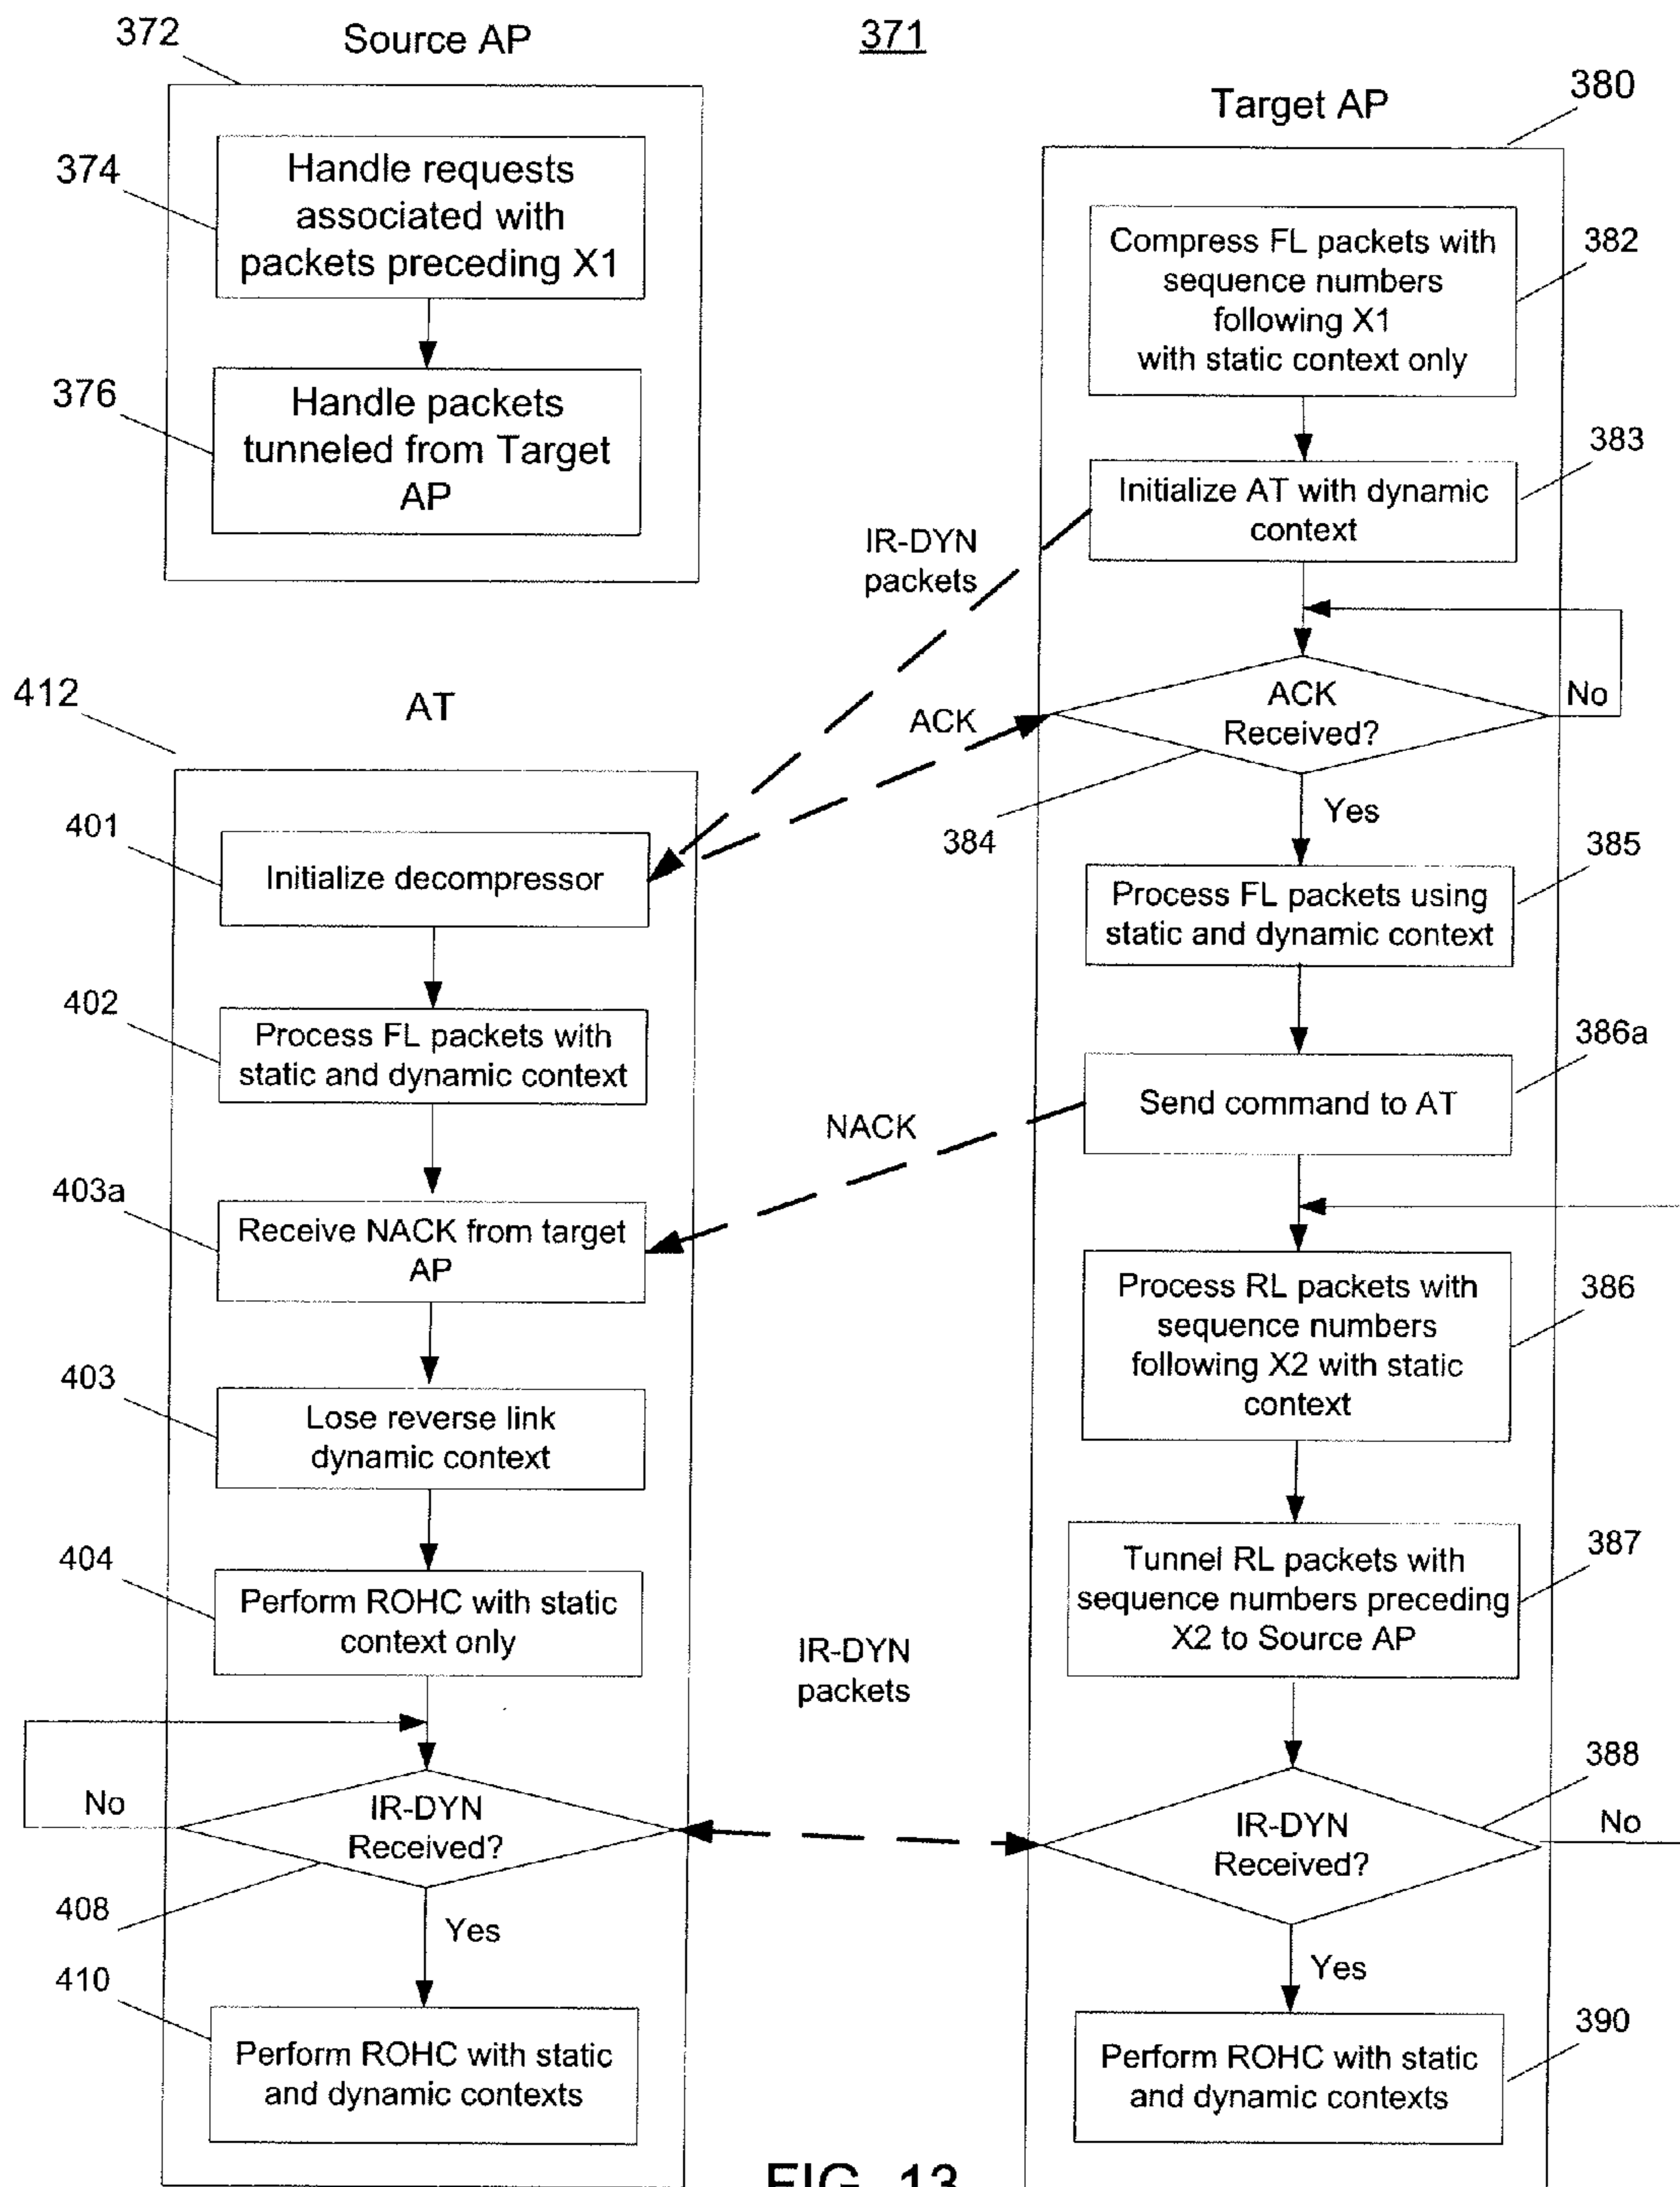 372
Source AP
371
374
Handle requests
associated with
packets preceding X1
376
Handle packets
tunneled from Target
AP
Target AP
380
Compress FL packets with
sequence numbers
following X1
with static context only
382
Initialize AT with dynamic
context
383
IR-DYN
packets
ACK
Received?
No
384
Yes
ACK
Process FL packets using
static and dynamic context
385
Send command to AT
386a
NACK
Process RL packets with
sequence numbers
following X2 with static
context
386
Tunnel RL packets with
sequence numbers preceding
X2 to Source AP
387
IR-DYN
Received?
388
No
Yes
Perform ROHC with static
and dynamic contexts
390
412
AT
401
Initialize decompressor
402
Process FL packets with
static and dynamic context
403a
Receive NACK from target
AP
403
Lose reverse link
dynamic context
404
Perform ROHC with static
context only
IR-DYN
packets
No
IR-DYN
Received?
408
Yes
410
Perform ROHC with static
and dynamic contexts
FIG. 13